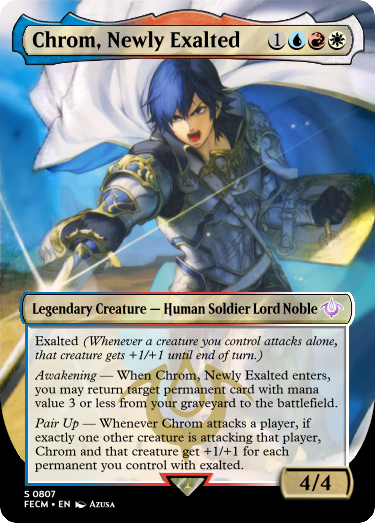 Chrom, Newly Exalted 1
Legendary Creature — Human Soldier Lord Noble
Exalted (Whenever a creature you control attacks alone,
that creature gets +1/+1 until end of turn.)
Awakening — When Chrom, Newly Exalted enters,
you may return target permanent card with mana
value 3 or less from your graveyard to the battlefield.
Pair Up — Whenever Chrom attacks a player, if
exactly one other creature is attacking that player,
Chrom and that creature get +1/+1 for each
permanent you control with exalted.
4/4
S 0807
FECM • EN Azusa